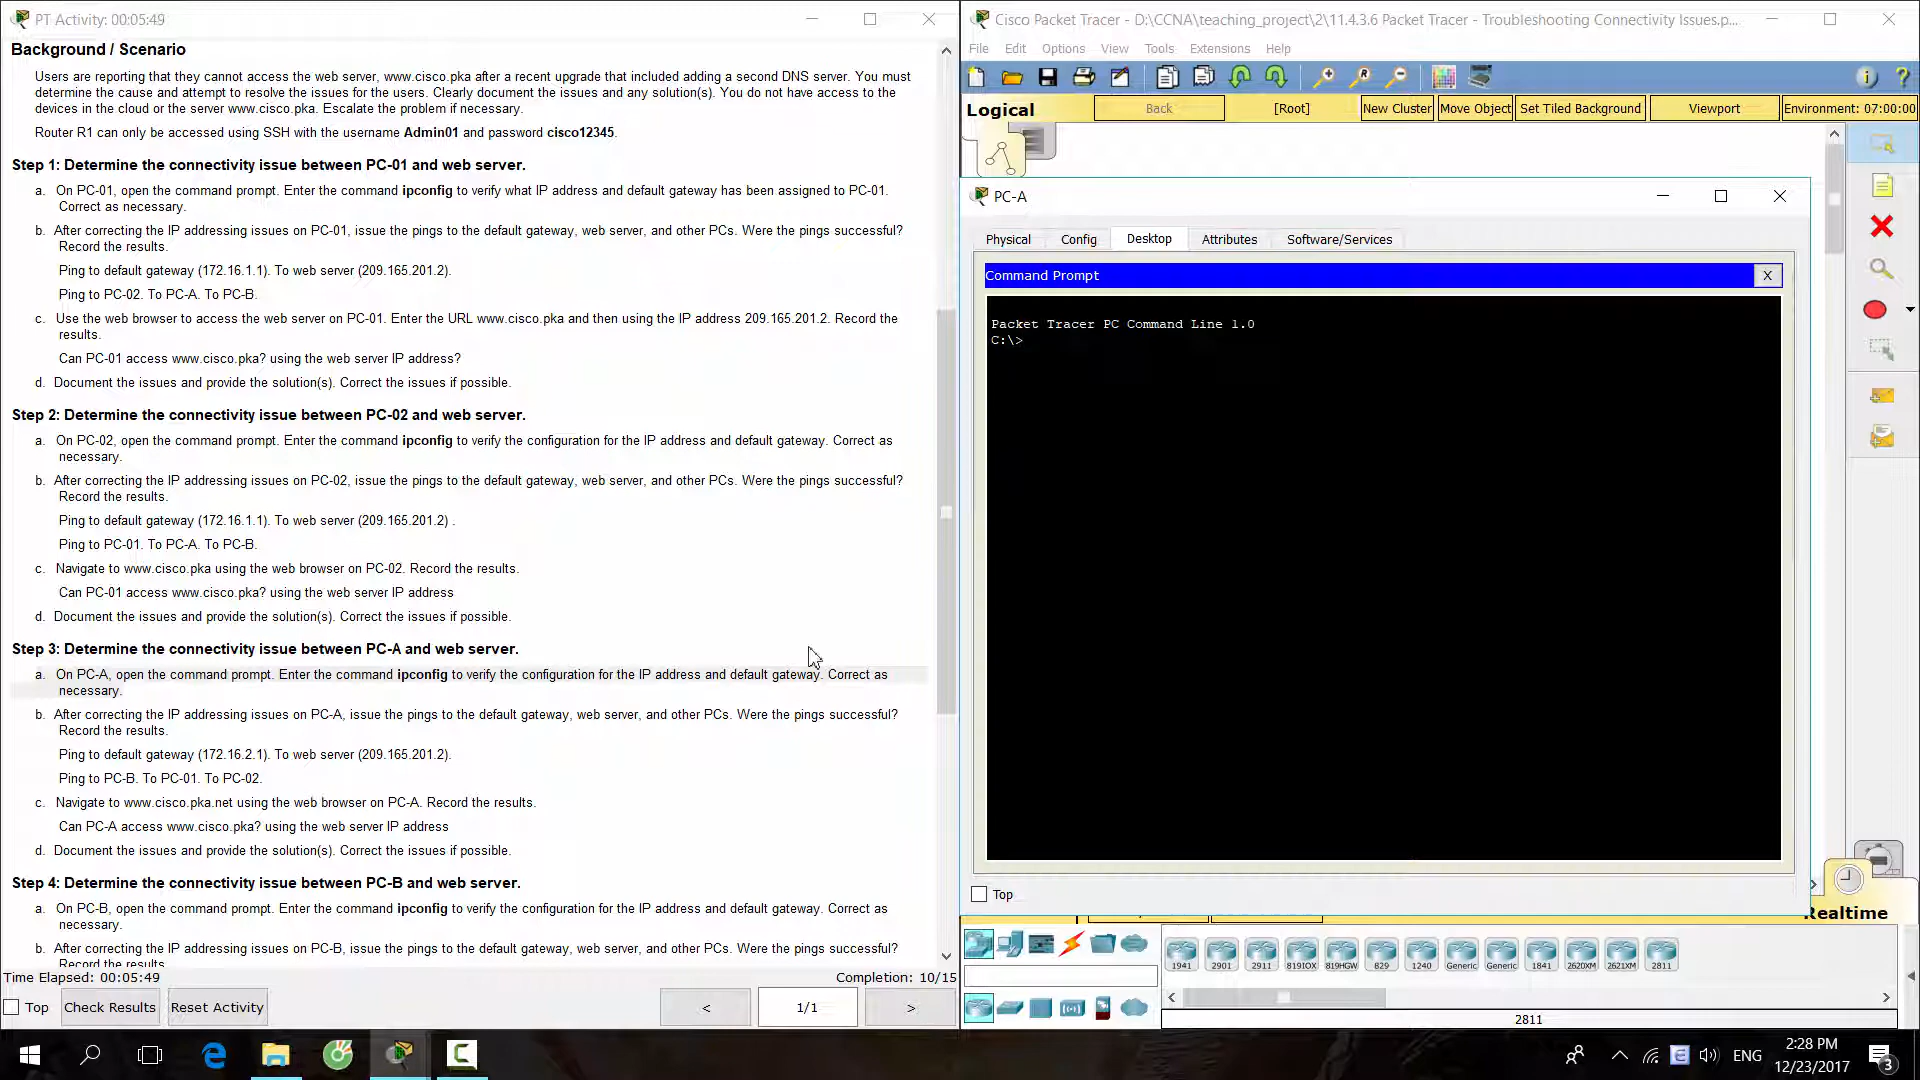 PT Activity: 00:05:49
Background / Scenario
Users are reporting that they cannot access the web server, www.cisco.pka after a recent upgrade that included adding a second DNS server. You must
determine the cause and attempt to resolve the issues for the users. Clearly document the issues and any solution(s). You do not have access to the
devices in the cloud or the server www.cisco.pka. Escalate the problem if necessary.
Router R1 can only be accessed using SSH with the username Admin01 and password cisco12345.
Step 1: Determine the connectivity issue between PC-01 and web server.
a. On PC-01, open the command prompt. Enter the command ipconfig to verify what IP address and default gateway has been assigned to PC-01.
Correct as necessary.
b. After correcting the IP addressing issues on PC-01, issue the pings to the default gateway, web server, and other PCs. Were the pings successful?
Record the results.
Ping to default gateway (172.16.1.1). To web server (209.165.201.2).
Ping to PC-02. To PC-A. To PC-B.
c. Use the web browser to access the web server on PC-01. Enter the URL www.cisco.pka and then using the IP address 209.165.201.2. Record the
results.
Can PC-01 access www.cisco.pka? using the web server IP address?
d. Document the issues and provide the solution(s). Correct the issues if possible.
Step 2: Determine the connectivity issue between PC-02 and web server.
a. On PC-02, open the command prompt. Enter the command ipconfig to verify the configuration for the IP address and default gateway. Correct as
necessary.
b. After correcting the IP addressing issues on PC-02, issue the pings to the default gateway, web server, and other PCs. Were the pings successful?
Record the results.
Ping to default gateway (172.16.1.1). To web server (209.165.201.2) .
Ping to PC-01. To PC-A. To PC-B.
c. Navigate to www.cisco.pka using the web browser on PC-02. Record the results.
Can PC-01 access www.cisco.pka? using the web server IP address
d. Document the issues and provide the solution(s). Correct the issues if possible.
Step 3: Determine the connectivity issue between PC-A and web server.
a. On PC-A, open the command prompt. Enter the command ipconfig to verify the configuration for the IP address and default gateway. Correct as
necessary.
b. After correcting the IP addressing issues on PC-A, issue the pings to the default gateway, web server, and other PCs. Were the pings successful?
Record the results.
Ping to default gateway (172.16.2.1). To web server (209.165.201.2).
Ping to PC-B. To PC-01. To PC-02.
c. Navigate to www.cisco.pka.net using the web browser on PC-A. Record the results.
Can PC-A access www.cisco.pka? using the web server IP address
d. Document the issues and provide the solution(s). Correct the issues if possible.
Step 4: Determine the connectivity issue between PC-B and web server.
a. On PC-B, open the command prompt. Enter the command ipconfig to verify the configuration for the IP address and default gateway. Correct as
necessary.
b. After correcting the IP addressing issues on PC-B, issue the pings to the default gateway, web server, and other PCs. Were the pings successful?
Record the results.
Time Elapsed: 00:05:49
Completion: 10/15
Top
Check Results
Reset Activity
<
1/1
>
Cisco Packet Tracer - D:\CCNA\teaching_project\2\11.4.3.6 Packet Tracer - Troubleshooting Connectivity Issues.p...
File Edit Options View Tools Extensions Help
Logical
Back
[Root]
New Cluster
Move Object
Set Tiled Background
Viewport
Environment: 07:00:00
PC-A
Physical Config Desktop Attributes Software/Services
Command Prompt
X
Packet Tracer PC Command Line 1.0
C:\>
Top
Realtime
1941 2901 2911 819IOX 819HGW 829 1240 Generic Generic 1841 2620XM 2621XM 2811
2811
ENG
2:28 PM
12/23/2017
3